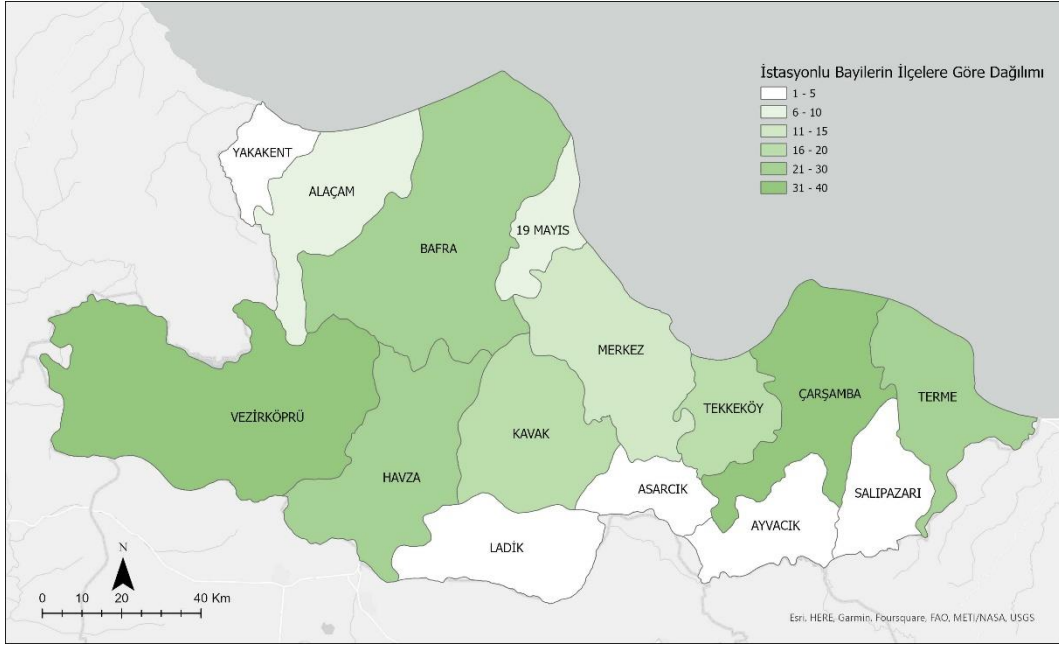 İstasyonlu Bayilerin İlçelere Göre Dağılımı
1 - 5
6 - 10
11 - 15
16 - 20
21 - 30
31 - 40
YAKAKENT
ALAÇAM
19 MAYIS
BAFRA
MERKEZ
ÇARŞAMBA
TERME
TEKKEKÖY
VEZİRKÖPRÜ
KAVAK
HAVZA
ASARCIK
SALIPAZARI
AYVACIK
LADİK
N
0 10 20 40 Km
Esri, HERE, Garmin, Foursquare, FAO, METI/NASA, USGS